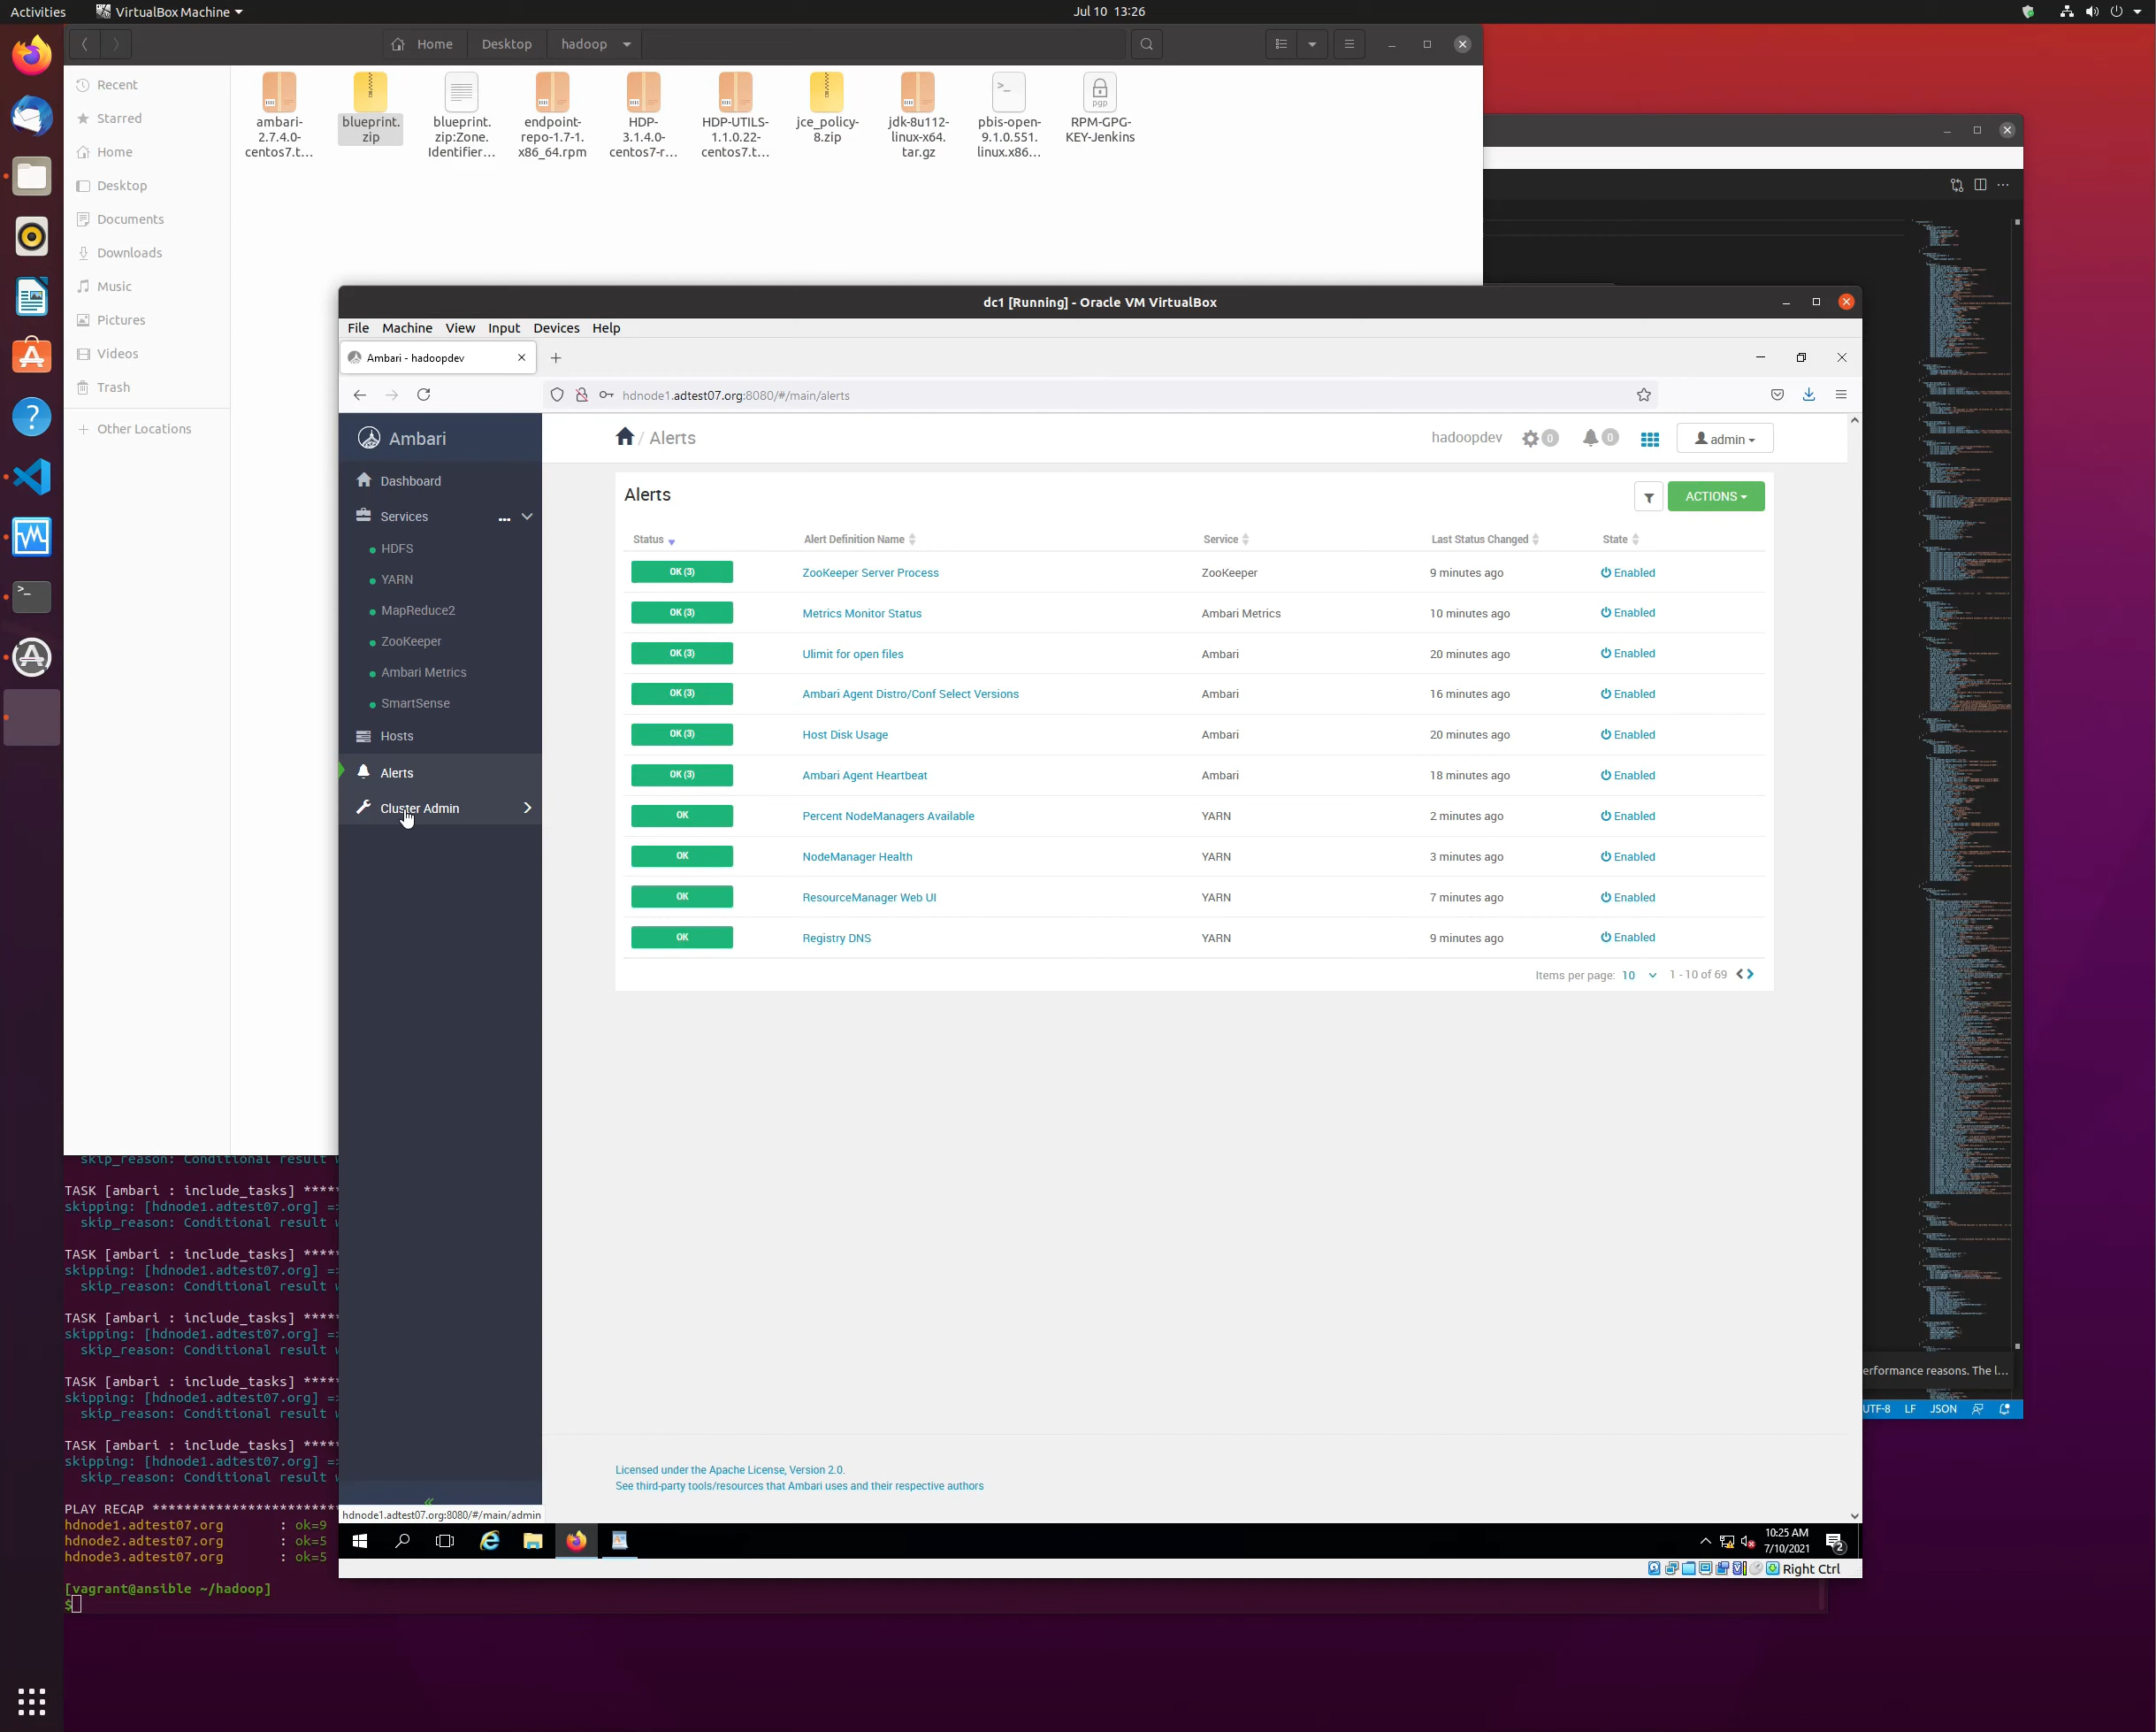 Activities
VirtualBox Machine
Jul 10 13:26
Home
Desktop
hadoop
Recent
Starred
Home
Desktop
Documents
Downloads
Music
Pictures
Videos
Trash
Other Locations
ambari-
2.7.4.0-
centos7.t...
blueprint.
zip
blueprint.
zip:Zone.
Identifier...
endpoint-
repo-1.7-1.
x86_64.rpm
HDP-
3.1.4.0-
centos7-r...
HDP-UTILS-
1.1.0.22-
centos7.t...
jce_policy-
8.zip
jdk-8u112-
linux-x64.
tar.gz
pbis-open-
9.1.0.551.
linux.x86...
pgp
RPM-GPG-
KEY-Jenkins
dc1 [Running] - Oracle VM VirtualBox
File Machine View Input Devices Help
Ambari - hadoopdev
hdnode1.adtest07.org:8080/#/main/alerts
Ambari
/ Alerts
hadoopdev
0
0
admin
Dashboard
Services
HDFS
YARN
MapReduce2
ZooKeeper
Ambari Metrics
SmartSense
Hosts
Alerts
Cluster Admin
Alerts
ACTIONS
Status Alert Definition Name Service Last Status Changed State
OK (3) ZooKeeper Server Process ZooKeeper 9 minutes ago Enabled
OK (3) Metrics Monitor Status Ambari Metrics 10 minutes ago Enabled
OK (3) Ulimit for open files Ambari 20 minutes ago Enabled
OK (3) Ambari Agent Distro/Conf Select Versions Ambari 16 minutes ago Enabled
OK (3) Host Disk Usage Ambari 20 minutes ago Enabled
OK (3) Ambari Agent Heartbeat Ambari 18 minutes ago Enabled
OK Percent NodeManagers Available YARN 2 minutes ago Enabled
OK NodeManager Health YARN 3 minutes ago Enabled
OK ResourceManager Web UI YARN 7 minutes ago Enabled
OK Registry DNS YARN 9 minutes ago Enabled
Items per page: 10 1 - 10 of 69
Licensed under the Apache License, Version 2.0.
See third-party tools/resources that Ambari uses and their respective authors
hdnode1.adtest07.org:8080/#/main/admin
10:25 AM
7/10/2021
2
Right Ctrl
erformance reasons. The l...
UTF-8 LF JSON
skip_reason: Conditional result
TASK [ambari : include_tasks] ****
skipping: [hdnode1.adtest07.org] =
skip_reason: Conditional result
TASK [ambari : include_tasks] ****
skipping: [hdnode1.adtest07.org] =
skip_reason: Conditional result
TASK [ambari : include_tasks] ****
skipping: [hdnode1.adtest07.org] =
skip_reason: Conditional result
TASK [ambari : include_tasks] ****
skipping: [hdnode1.adtest07.org] =
skip_reason: Conditional result
TASK [ambari : include_tasks] ****
skipping: [hdnode1.adtest07.org] =
skip_reason: Conditional result
PLAY RECAP ***********************
hdnode1.adtest07.org : ok=9
hdnode2.adtest07.org : ok=5
hdnode3.adtest07.org : ok=5
[vagrant@ansible ~/hadoop]
$